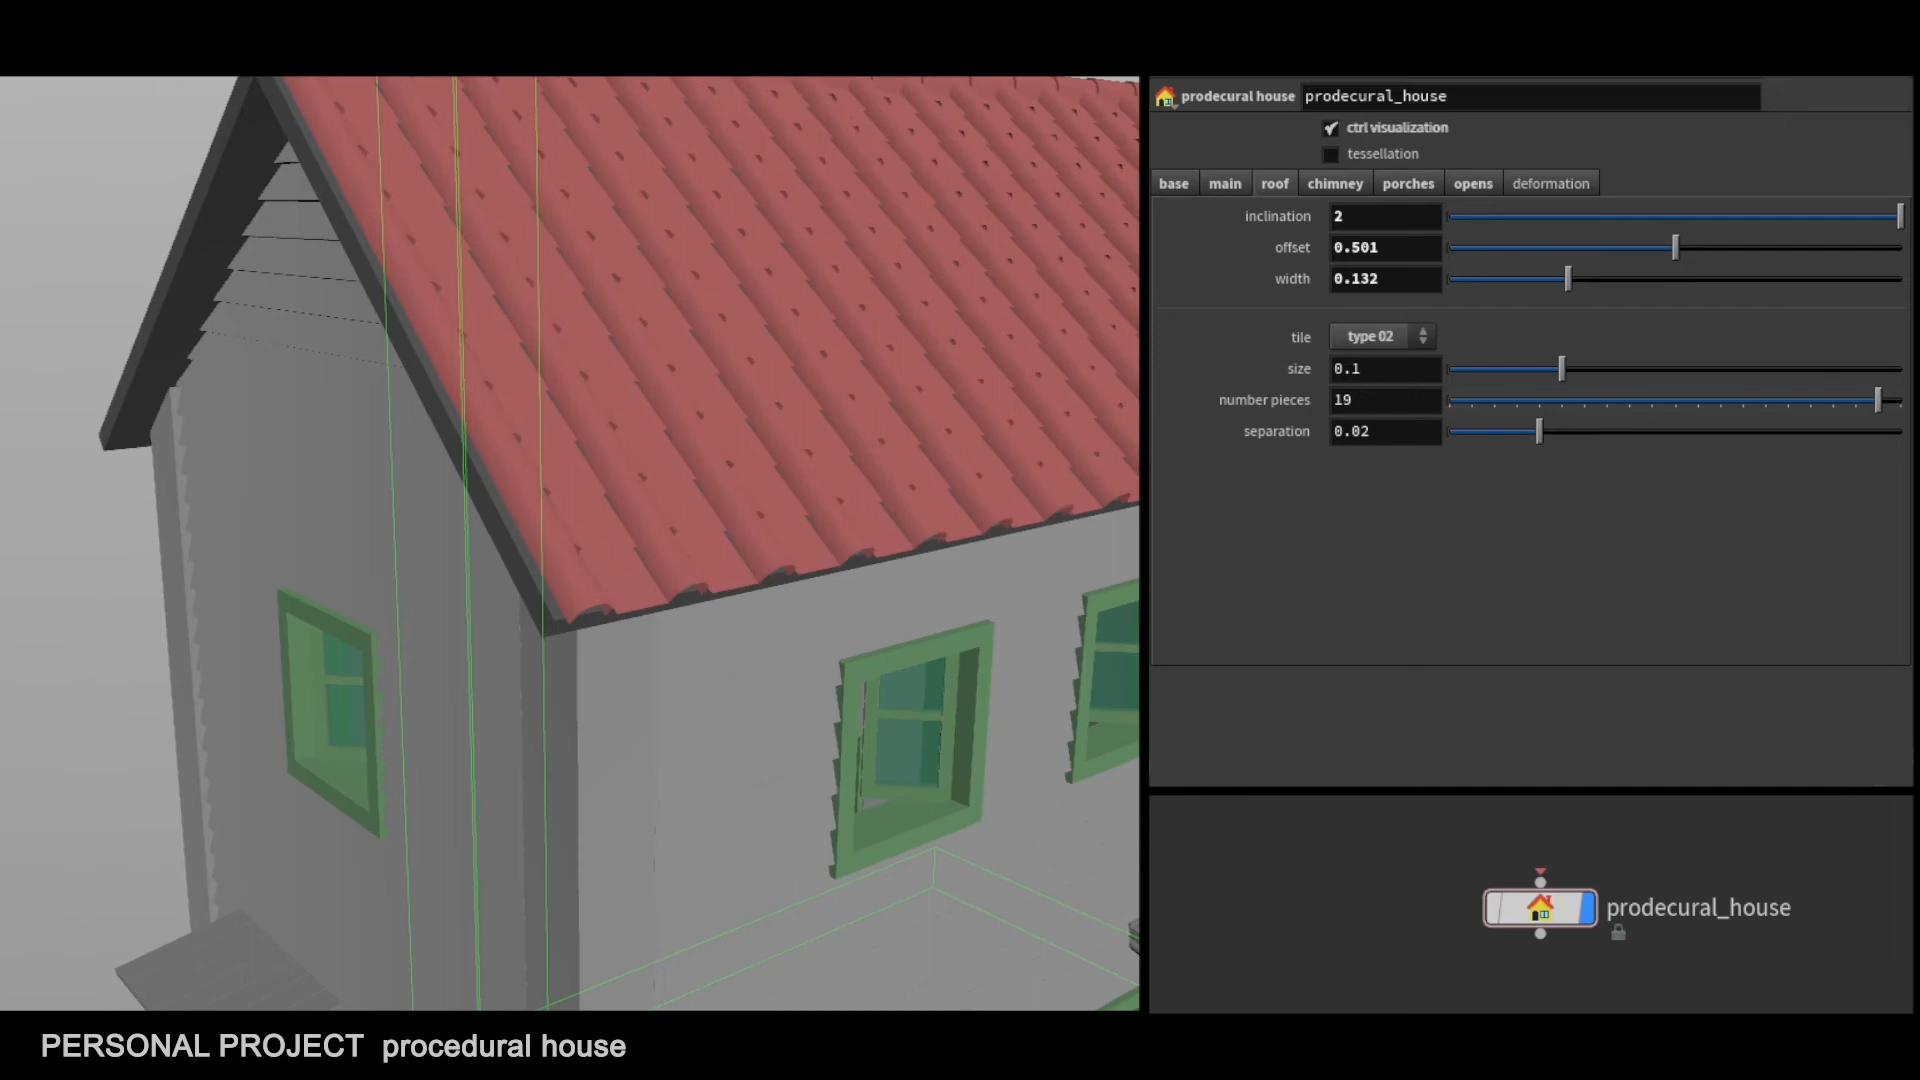 prodecural house prodecural_house
ctrl visualization
tessellation
base main roof chimney porches opens deformation
inclination 2
offset 0.501
width 0.132
tile type 02
size 0.1
number pieces 19
separation 0.02
prodecural_house
PERSONAL PROJECT procedural house